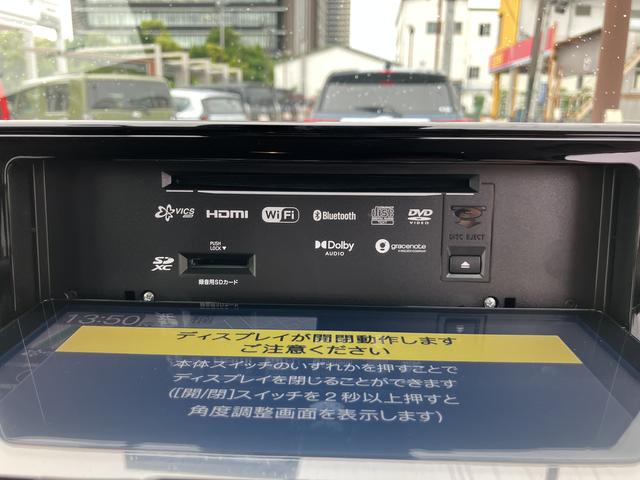 VICS HDMI Wi Fi Bluetooth COMPACT disc DVD VIDEO
DISC EJECT
Dolby AUDIO gracenote
SD XC
PUSH LOCK▼
録音用SDカード
13:50
ディスプレイが開閉動作します
ご注意ください
本体スイッチのいずれかを押すことで
ディスプレイを閉じることができます
([開/閉]スイッチを2秒以上押すと
角度調整画面を表示します)